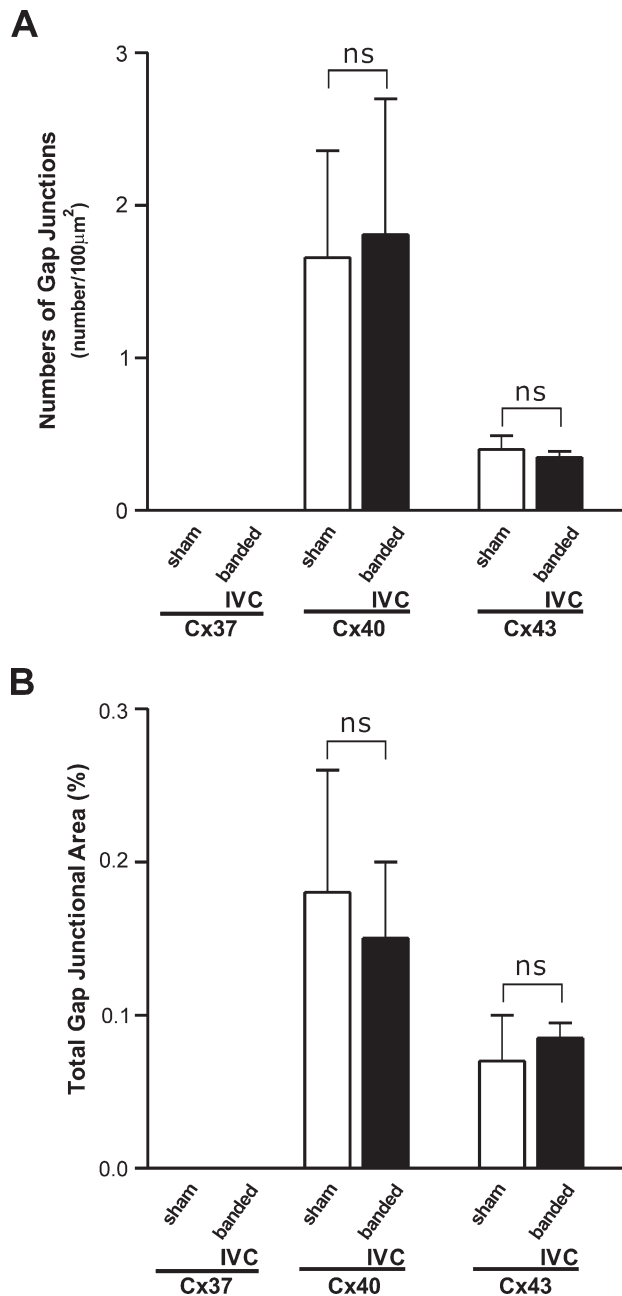 A
3
2
1
0
Numbers of Gap Junctions
(number/100μm²)
ns
ns
sham banded sham banded sham banded
IVC IVC IVC
Cx37 Cx40 Cx43
B
0.3
0.2
0.1
0.0
Total Gap Junctional Area (%)
ns
ns
sham banded sham banded sham banded
IVC IVC IVC
Cx37 Cx40 Cx43